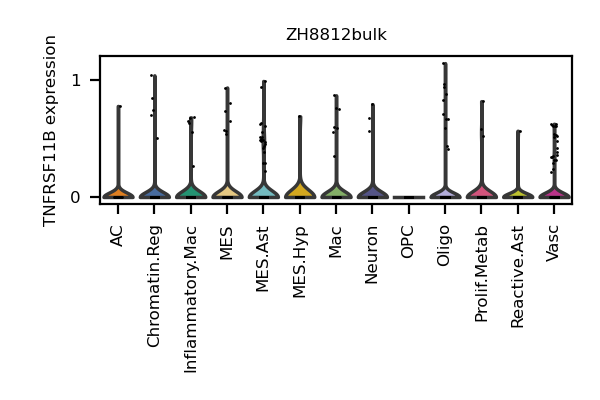 ZH8812bulk
TNFRSF11B expression
1
0
AC
Chromatin.Reg
Inflammatory.Mac
MES
MES.Ast
MES.Hyp
Mac
Neuron
OPC
Oligo
Prolif.Metab
Reactive.Ast
Vasc